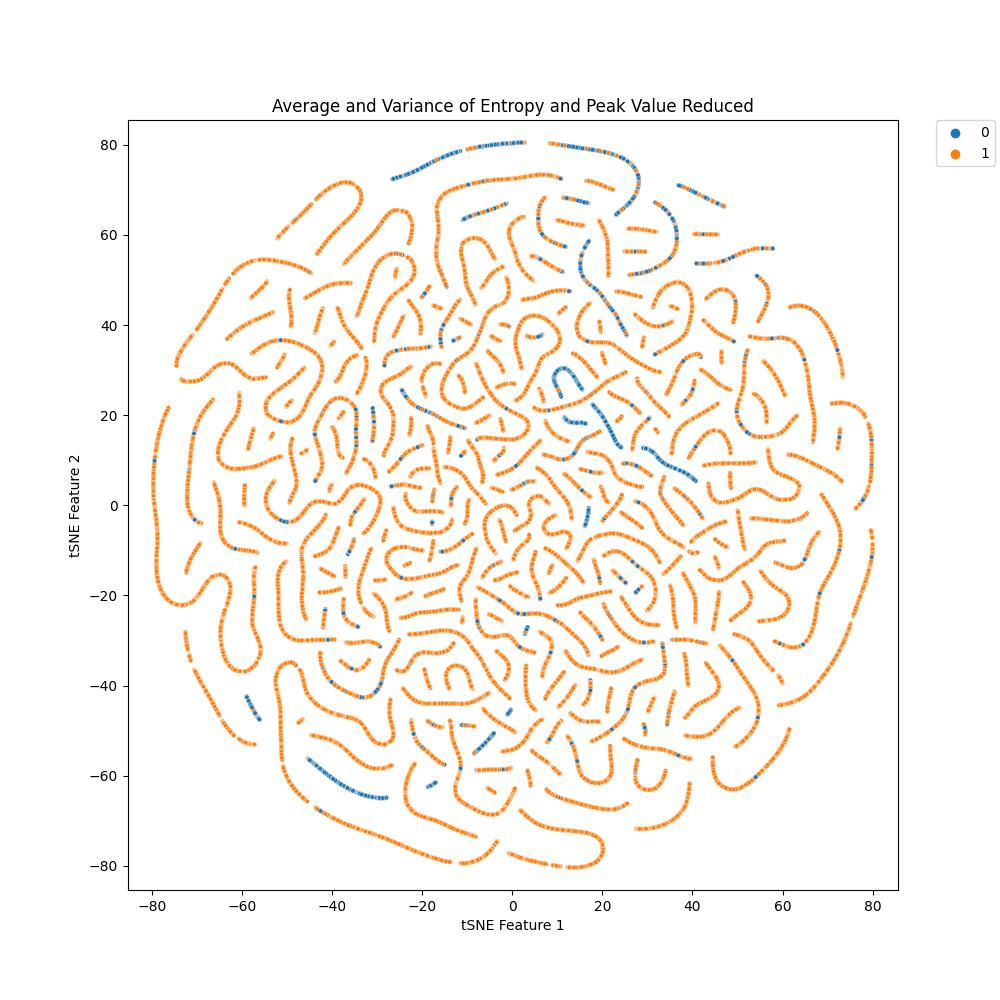 Average and Variance of Entropy and Peak Value Reduced
0
1
80
60
40
20
0
−20
−40
−60
−80
tSNE Feature 2
−80 −60 −40 −20 0 20 40 60 80
tSNE Feature 1